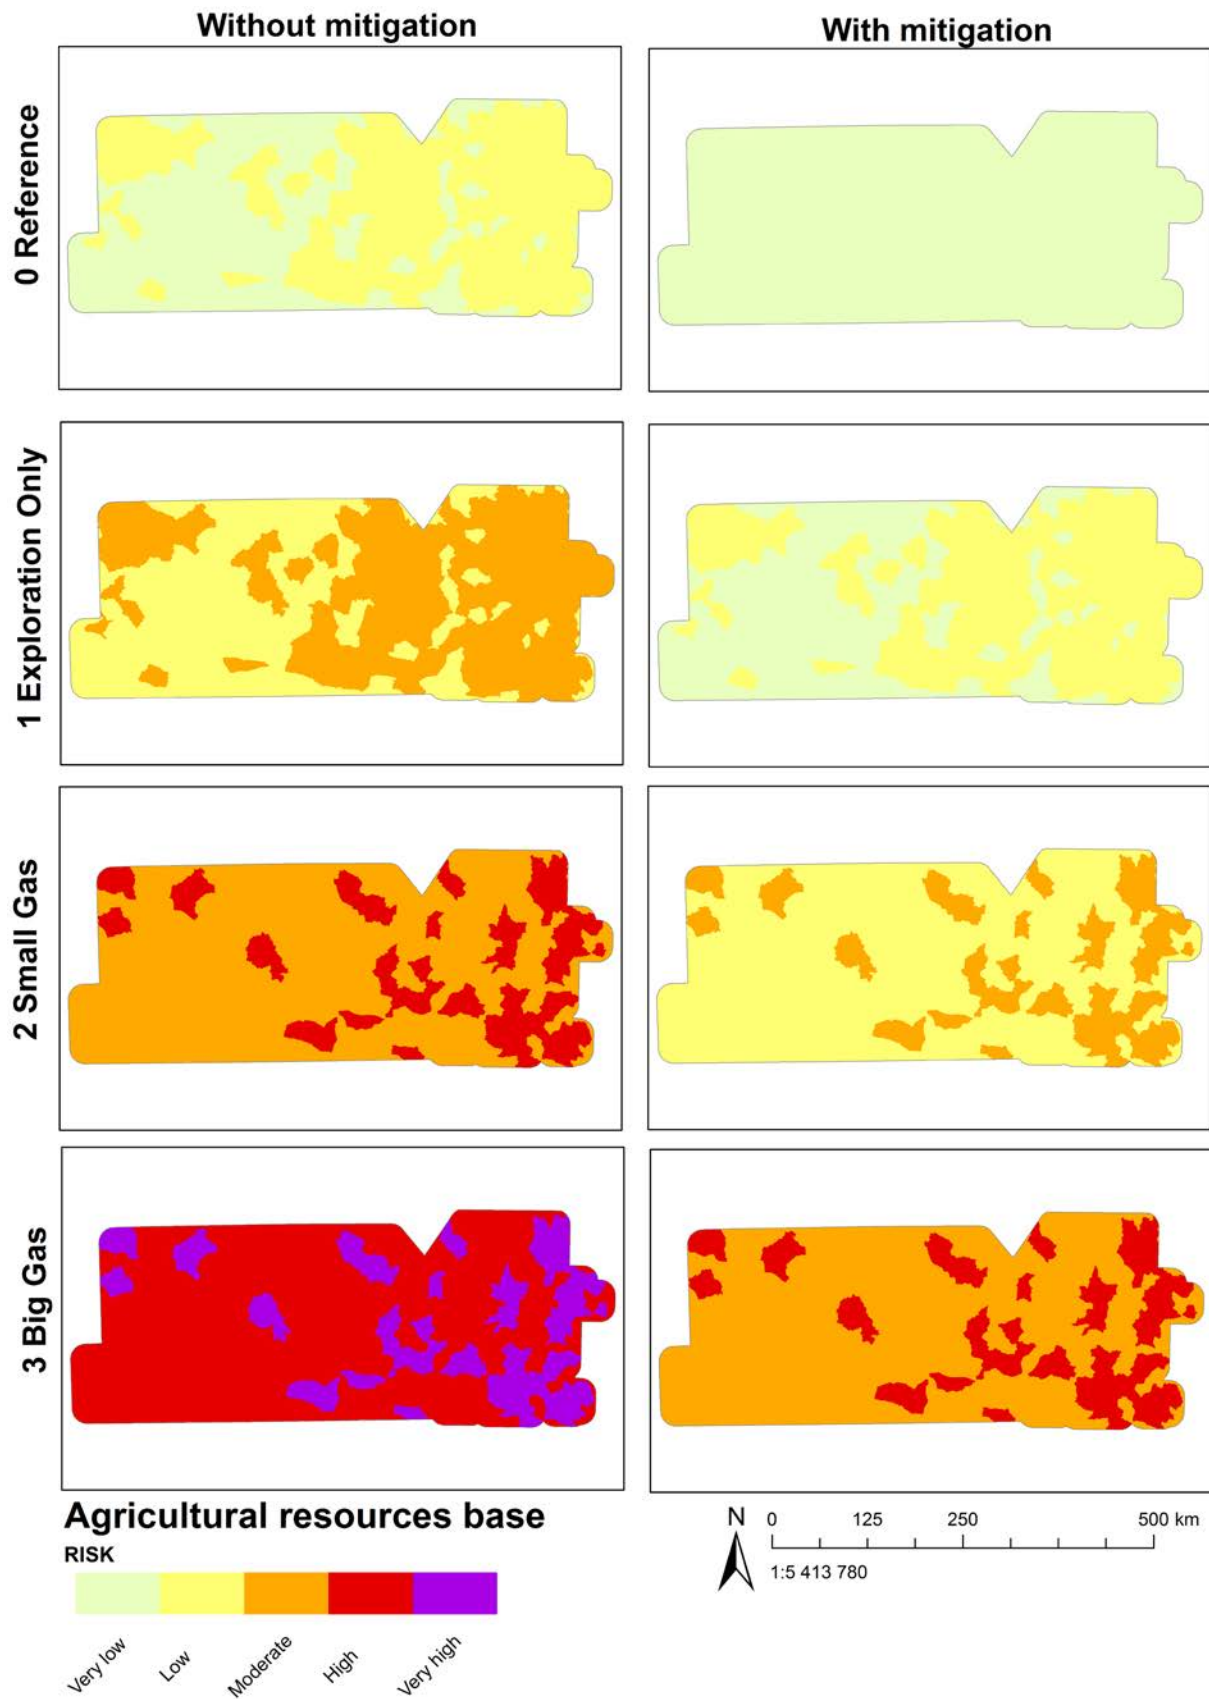 Without mitigation
With mitigation
0 Reference
1 Exploration Only
2 Small Gas
3 Big Gas
Agricultural resources base
RISK
Very low
Low
Moderate
High
Very high
N
0 125 250 500 km
1:5 413 780